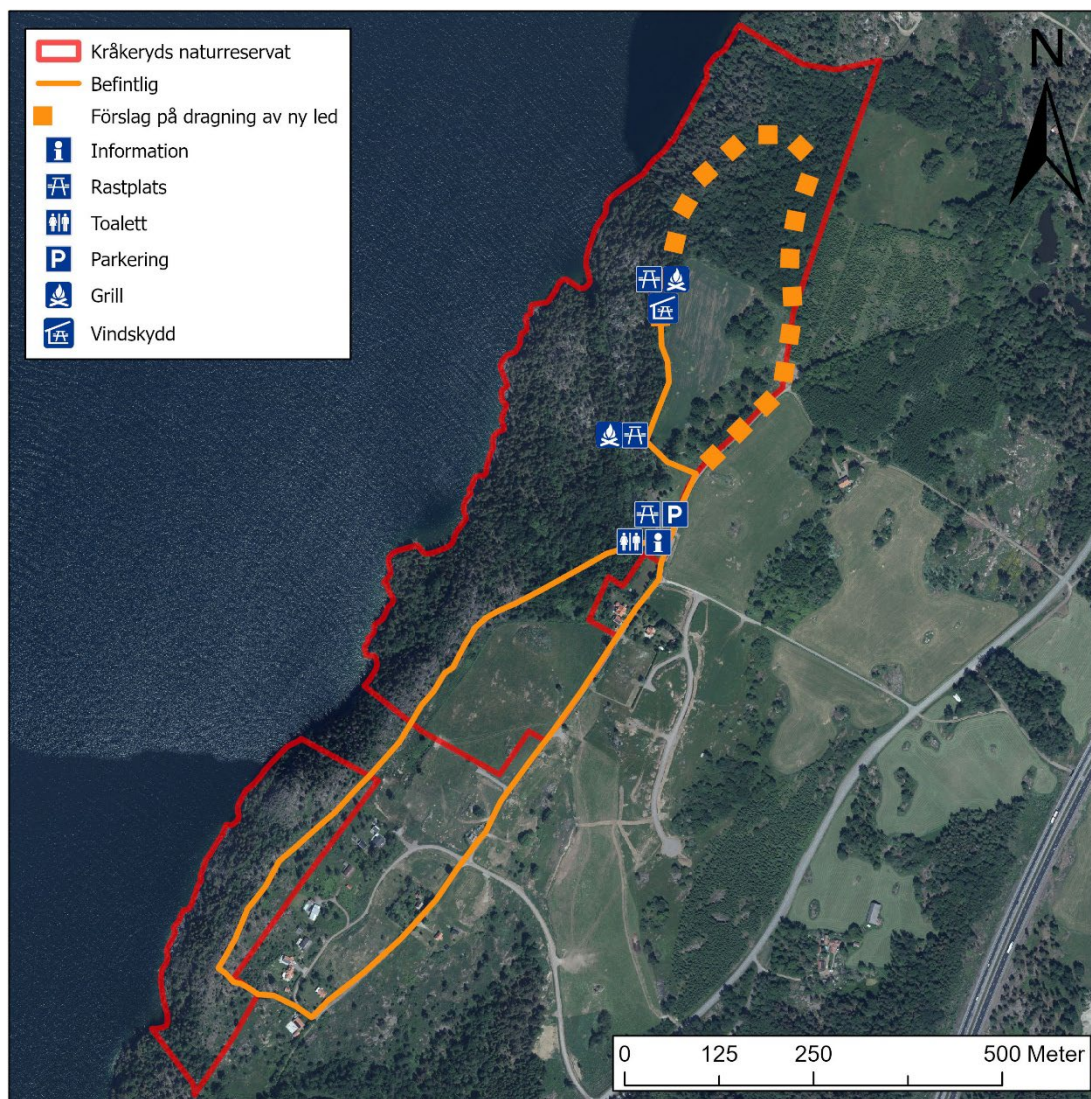 Kråkeryds naturreservat
Befintlig
Förslag på dragning av ny led
Information
Rastplats
Toalett
P
Parkering
Grill
Vindskydd
N
P
0 125 250 500 Meter